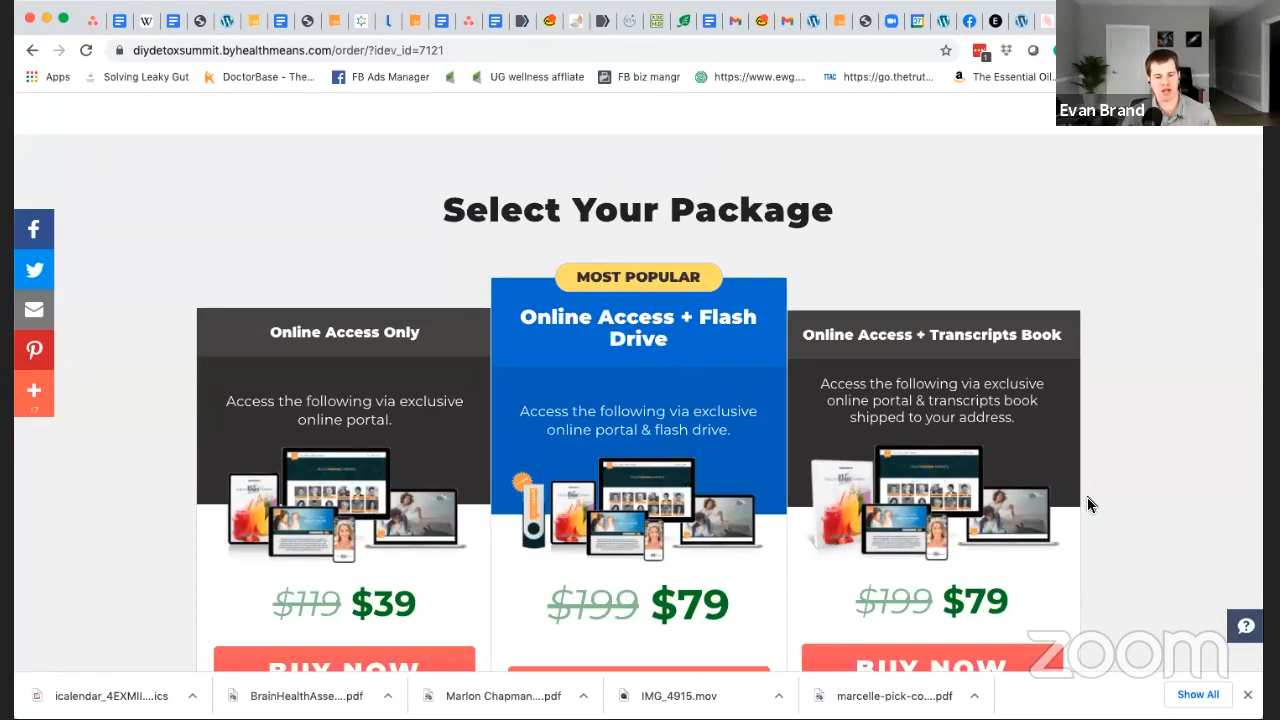 diydetoxsummit.byhealthmeans.com/order/?idev_id=7121
1
Apps
Solving Leaky Gut
DoctorBase - The...
FB Ads Manager
UG wellness affliate
FB biz mangr
https://www.ewg....
TTAC
https://go.thetrut...
The Essential Oil...
Evan Brand
Select Your Package
MOST POPULAR
Online Access Only
Online Access + Flash
Drive
Online Access + Transcripts Book
Access the following via exclusive
online portal.
Access the following via exclusive
online portal & flash drive.
Access the following via exclusive
online portal & transcripts book
shipped to your address.
17
$119 $39
$199 $79
$199 $79
BUY NOW
BUY NOW
zoom
icalendar_4EXMII....ics
BrainHealthAsse....pdf
Marlon Chapman....pdf
IMG_4915.mov
marcelle-pick-co....pdf
Show All